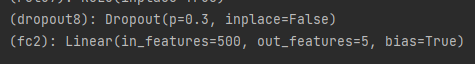 (dropout8): Dropout(p=0.3, inplace=False)
(fc2): Linear(in_features=500, out_features=5, bias=True)